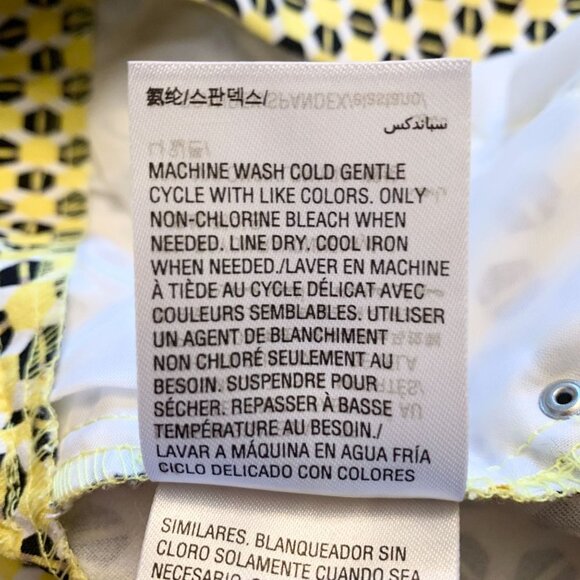 氨纶/스판덱스/
سباندكس
MACHINE WASH COLD GENTLE
CYCLE WITH LIKE COLORS. ONLY
NON-CHLORINE BLEACH WHEN
NEEDED. LINE DRY. COOL IRON
WHEN NEEDED./LAVER EN MACHINE
À TIÈDE AU CYCLE DÉLICAT AVEC
COULEURS SEMBLABLES. UTILISER
UN AGENT DE BLANCHIMENT
NON CHLORÉ SEULEMENT AU
BESOIN. SUSPENDRE POUR
SÉCHER. REPASSER À BASSE
TEMPÉRATURE AU BESOIN./
LAVAR A MÁQUINA EN AGUA FRÍA
CICLO DELICADO CON COLORES
SIMILARES. BLANQUEADOR SIN
CLORO SOLAMENTE CUANDO SEA
NECESARIO.